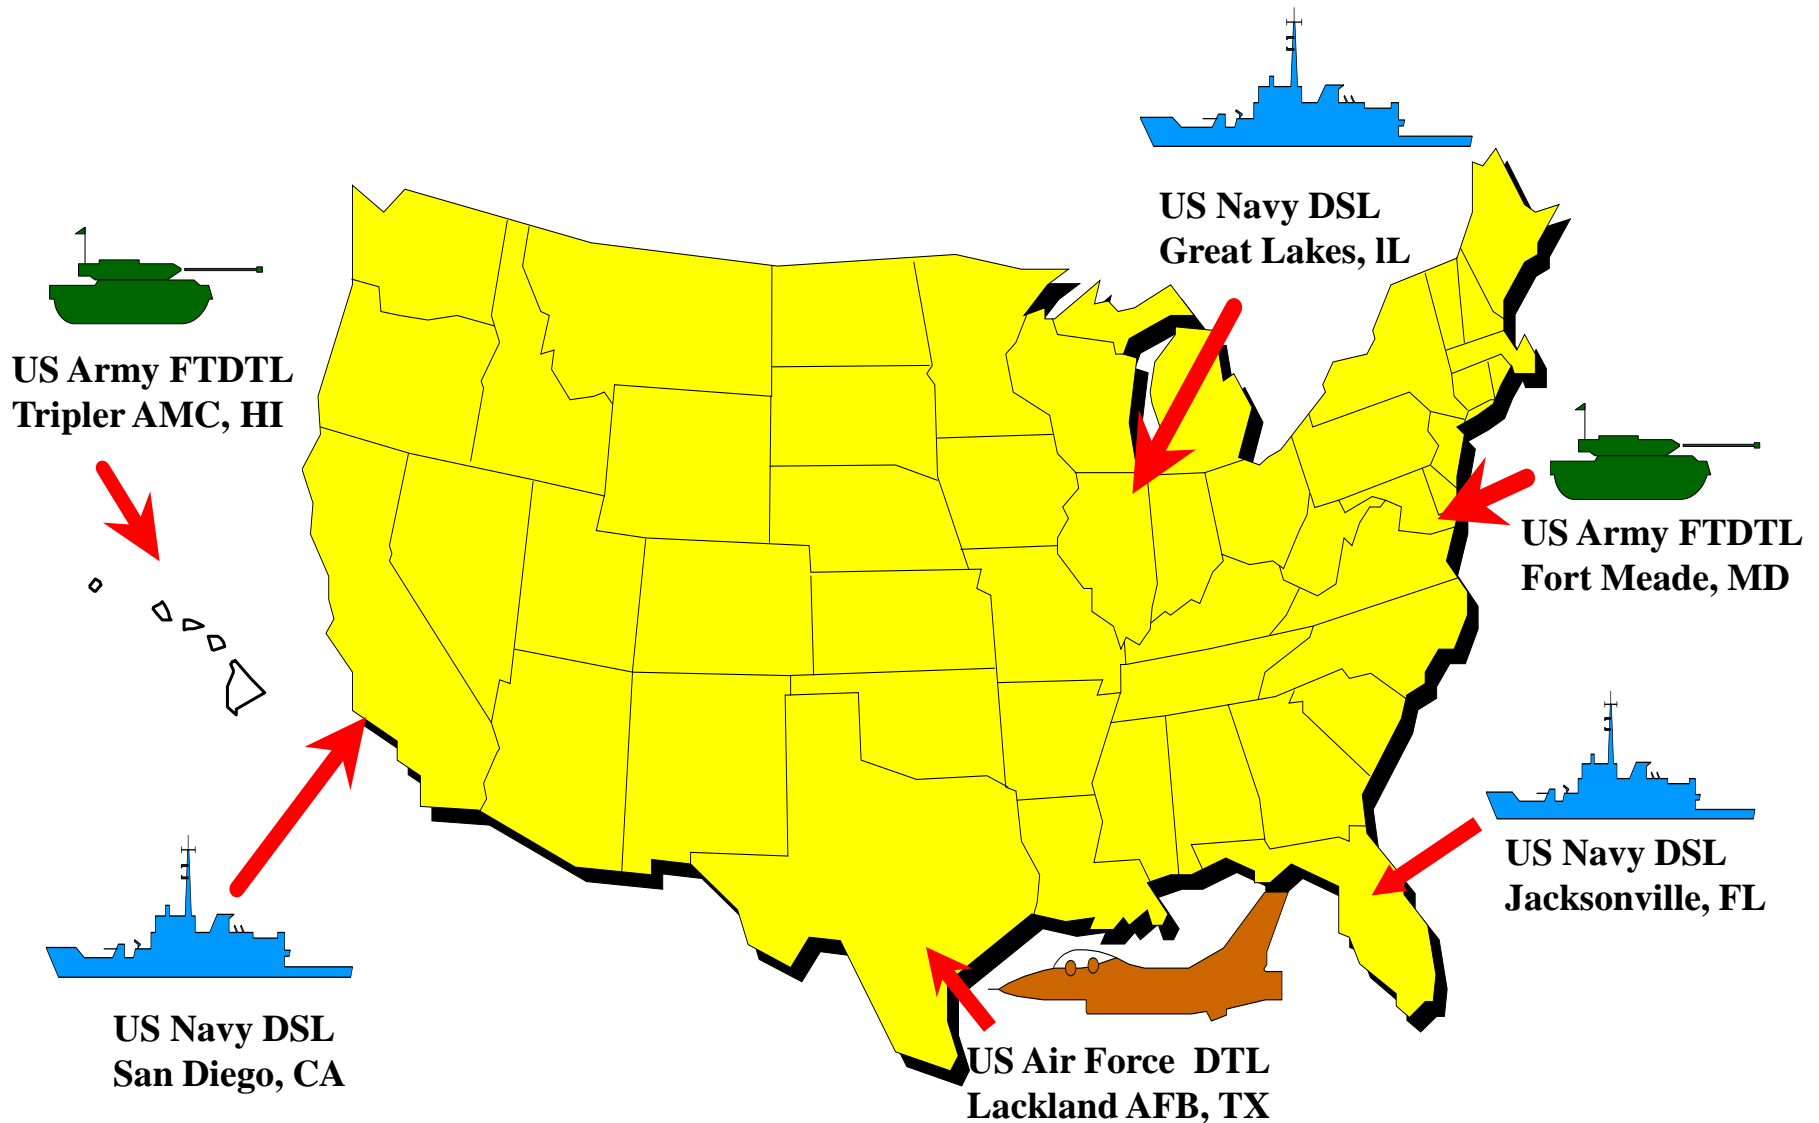 US Navy DSL
Great Lakes, lL
US Army FTDTL
Tripler AMC, HI
US Army FTDTL
Fort Meade, MD
US Navy DSL
Jacksonville, FL
US Navy DSL
San Diego, CA
US Air Force DTL
Lackland AFB, TX